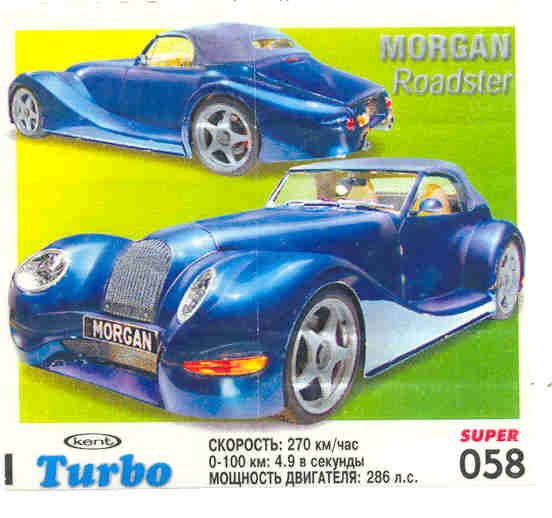 MORGAN
Roadster
MORGAN
kent
Turbo
СКОРОСТЬ: 270 км/час
0-100 км: 4.9 в секунды
МОЩНОСТЬ ДВИГАТЕЛЯ: 286 л.с.
SUPER
058